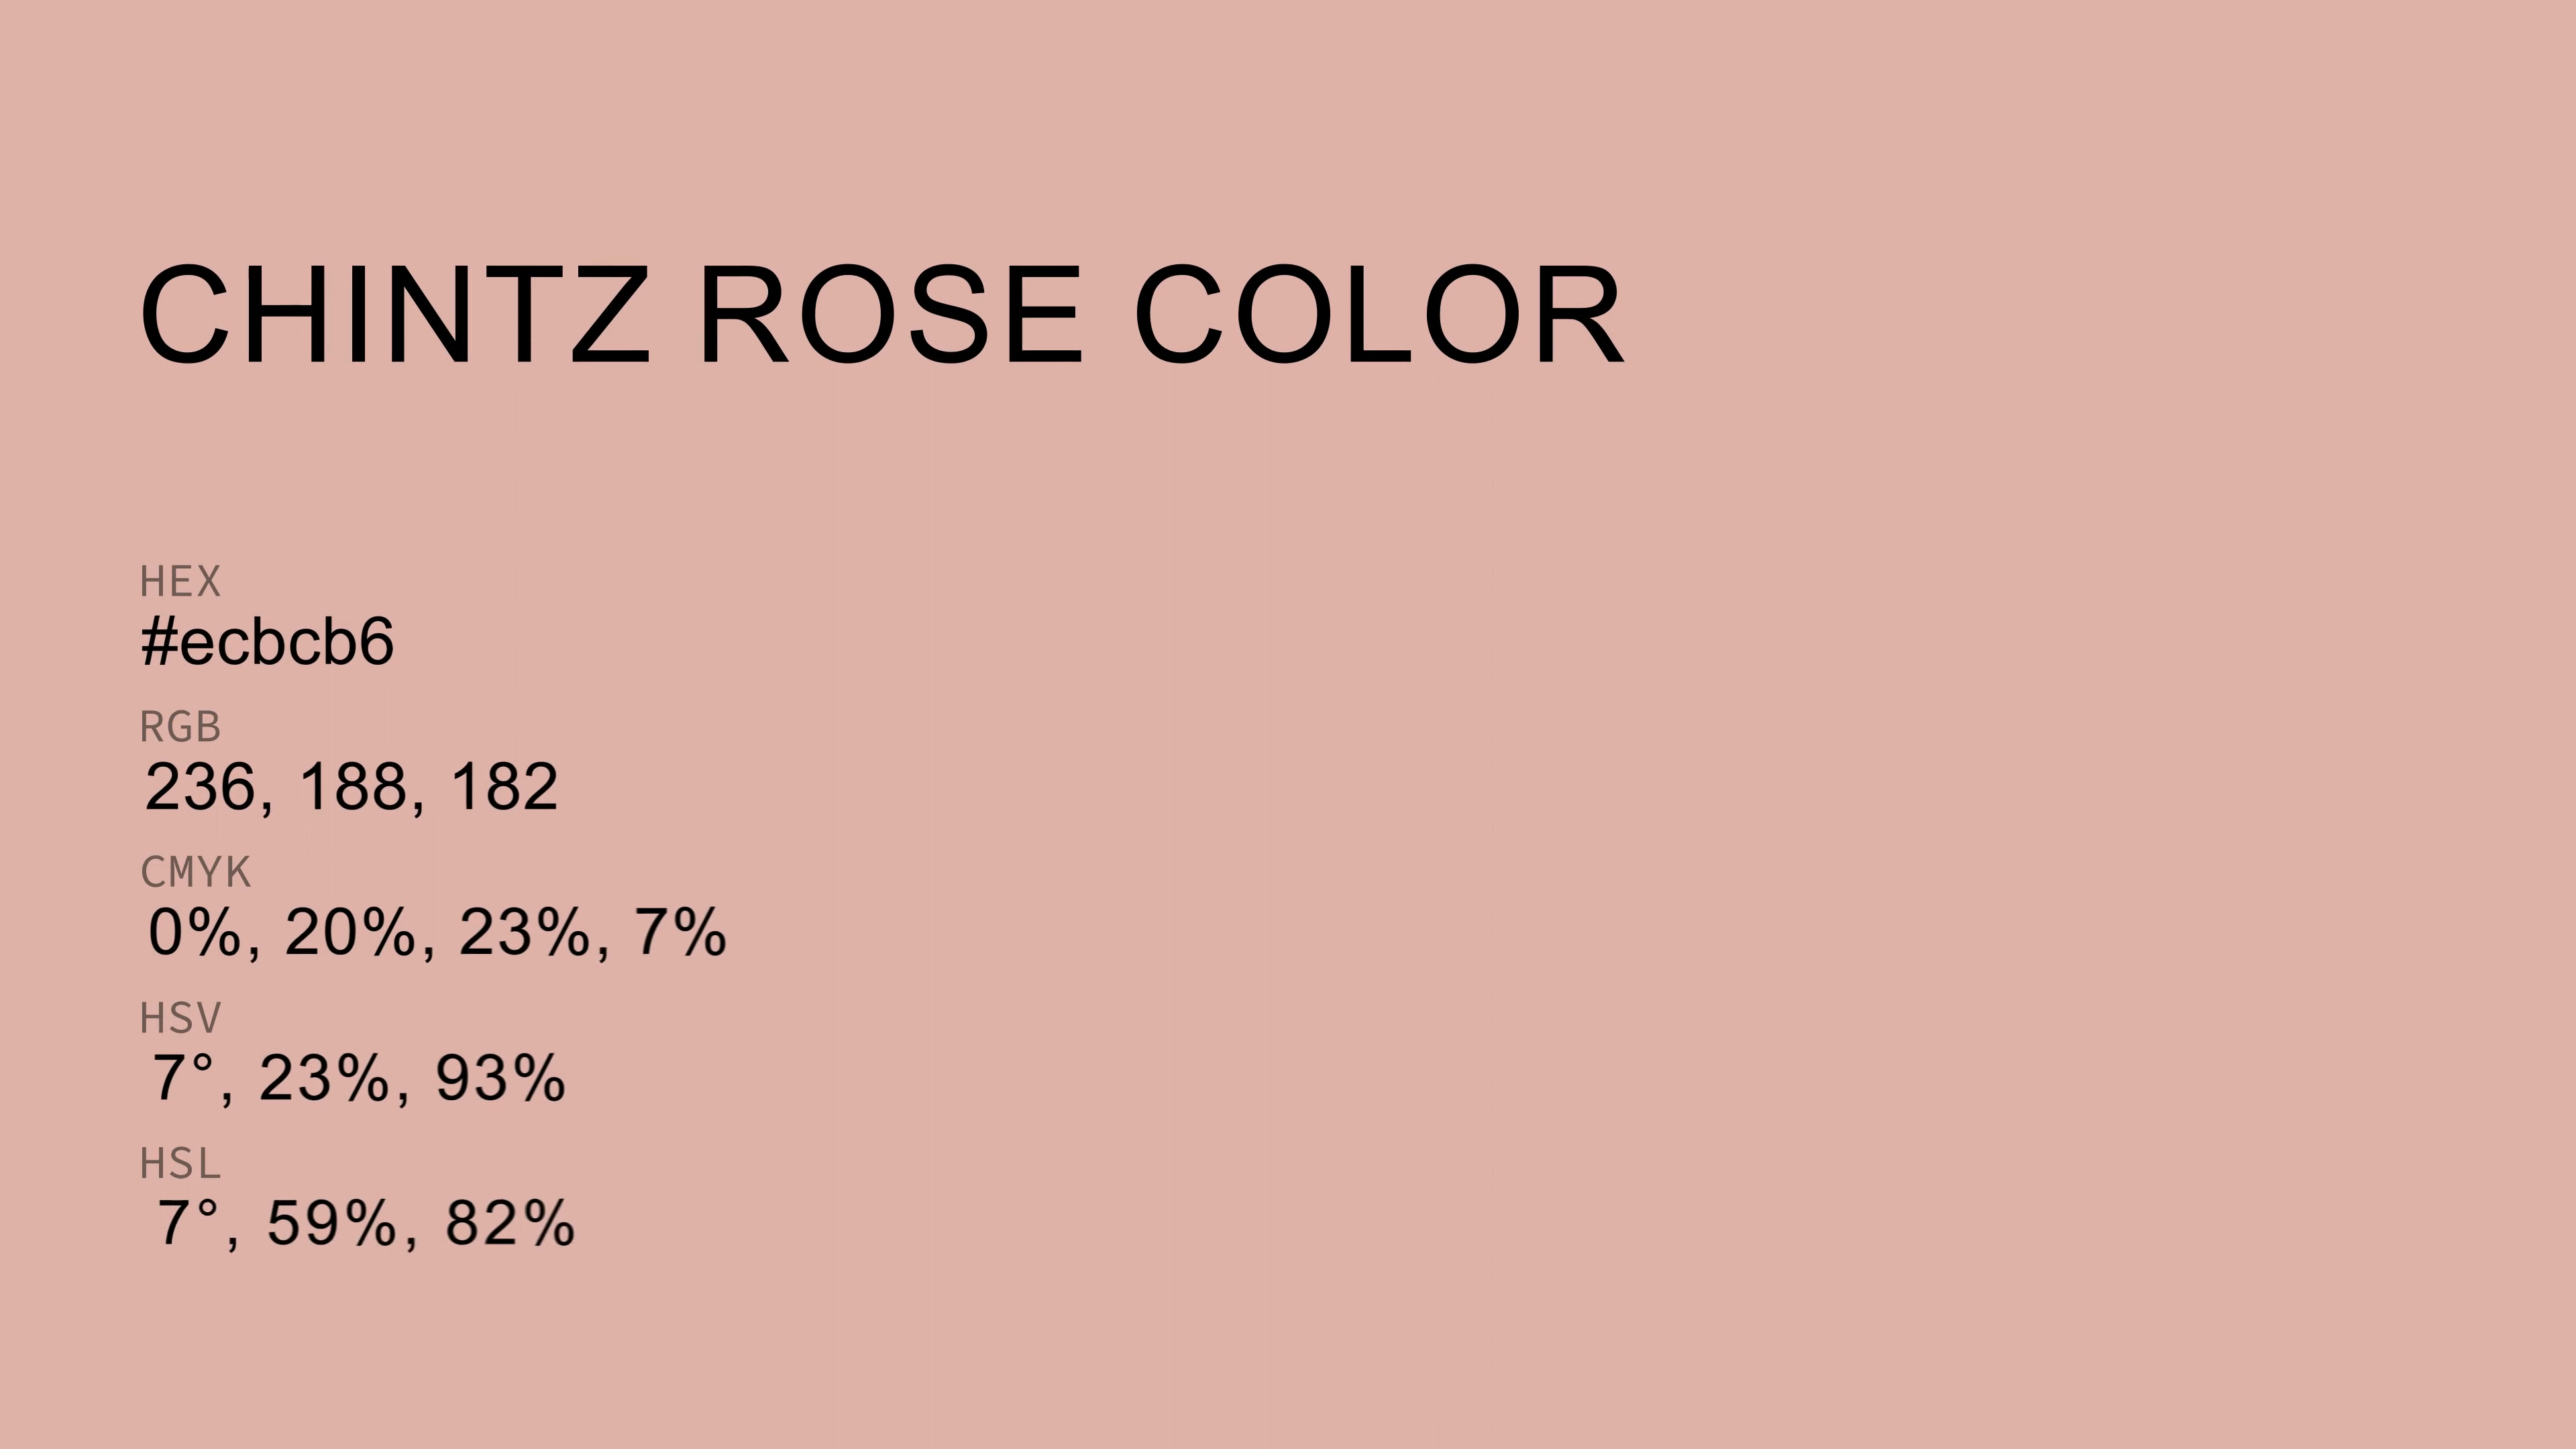 CHINTZ ROSE COLOR
HEX
#ecbcb6
RGB
236, 188, 182
CMYK
0%, 20%, 23%, 7%
HSV
7°, 23%, 93%
HSL
7°, 59%, 82%